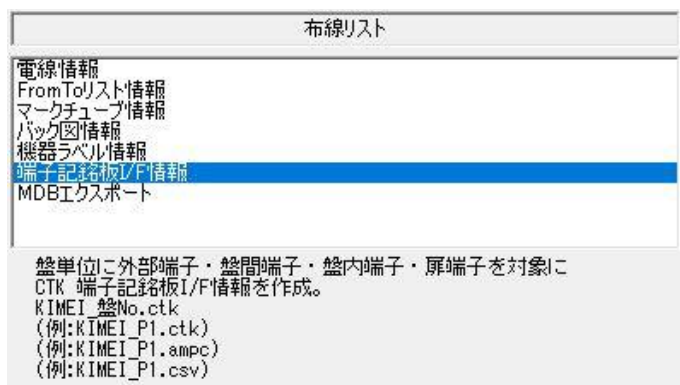 布線リスト
電線情報
FromToリスト情報
マークチューブ情報
バック図情報
機器ラベル情報
端子記銘板I/F情報
MDBエクスポート
盤単位に外部端子・盤間端子・盤内端子・扉端子を対象に
CTK 端子記銘板I/F情報を作成。
KIMEI_盤No.ctk
(例:KIMEI_P1.ctk)
(例:KIMEI_P1.ampc)
(例:KIMEI_P1.csv)